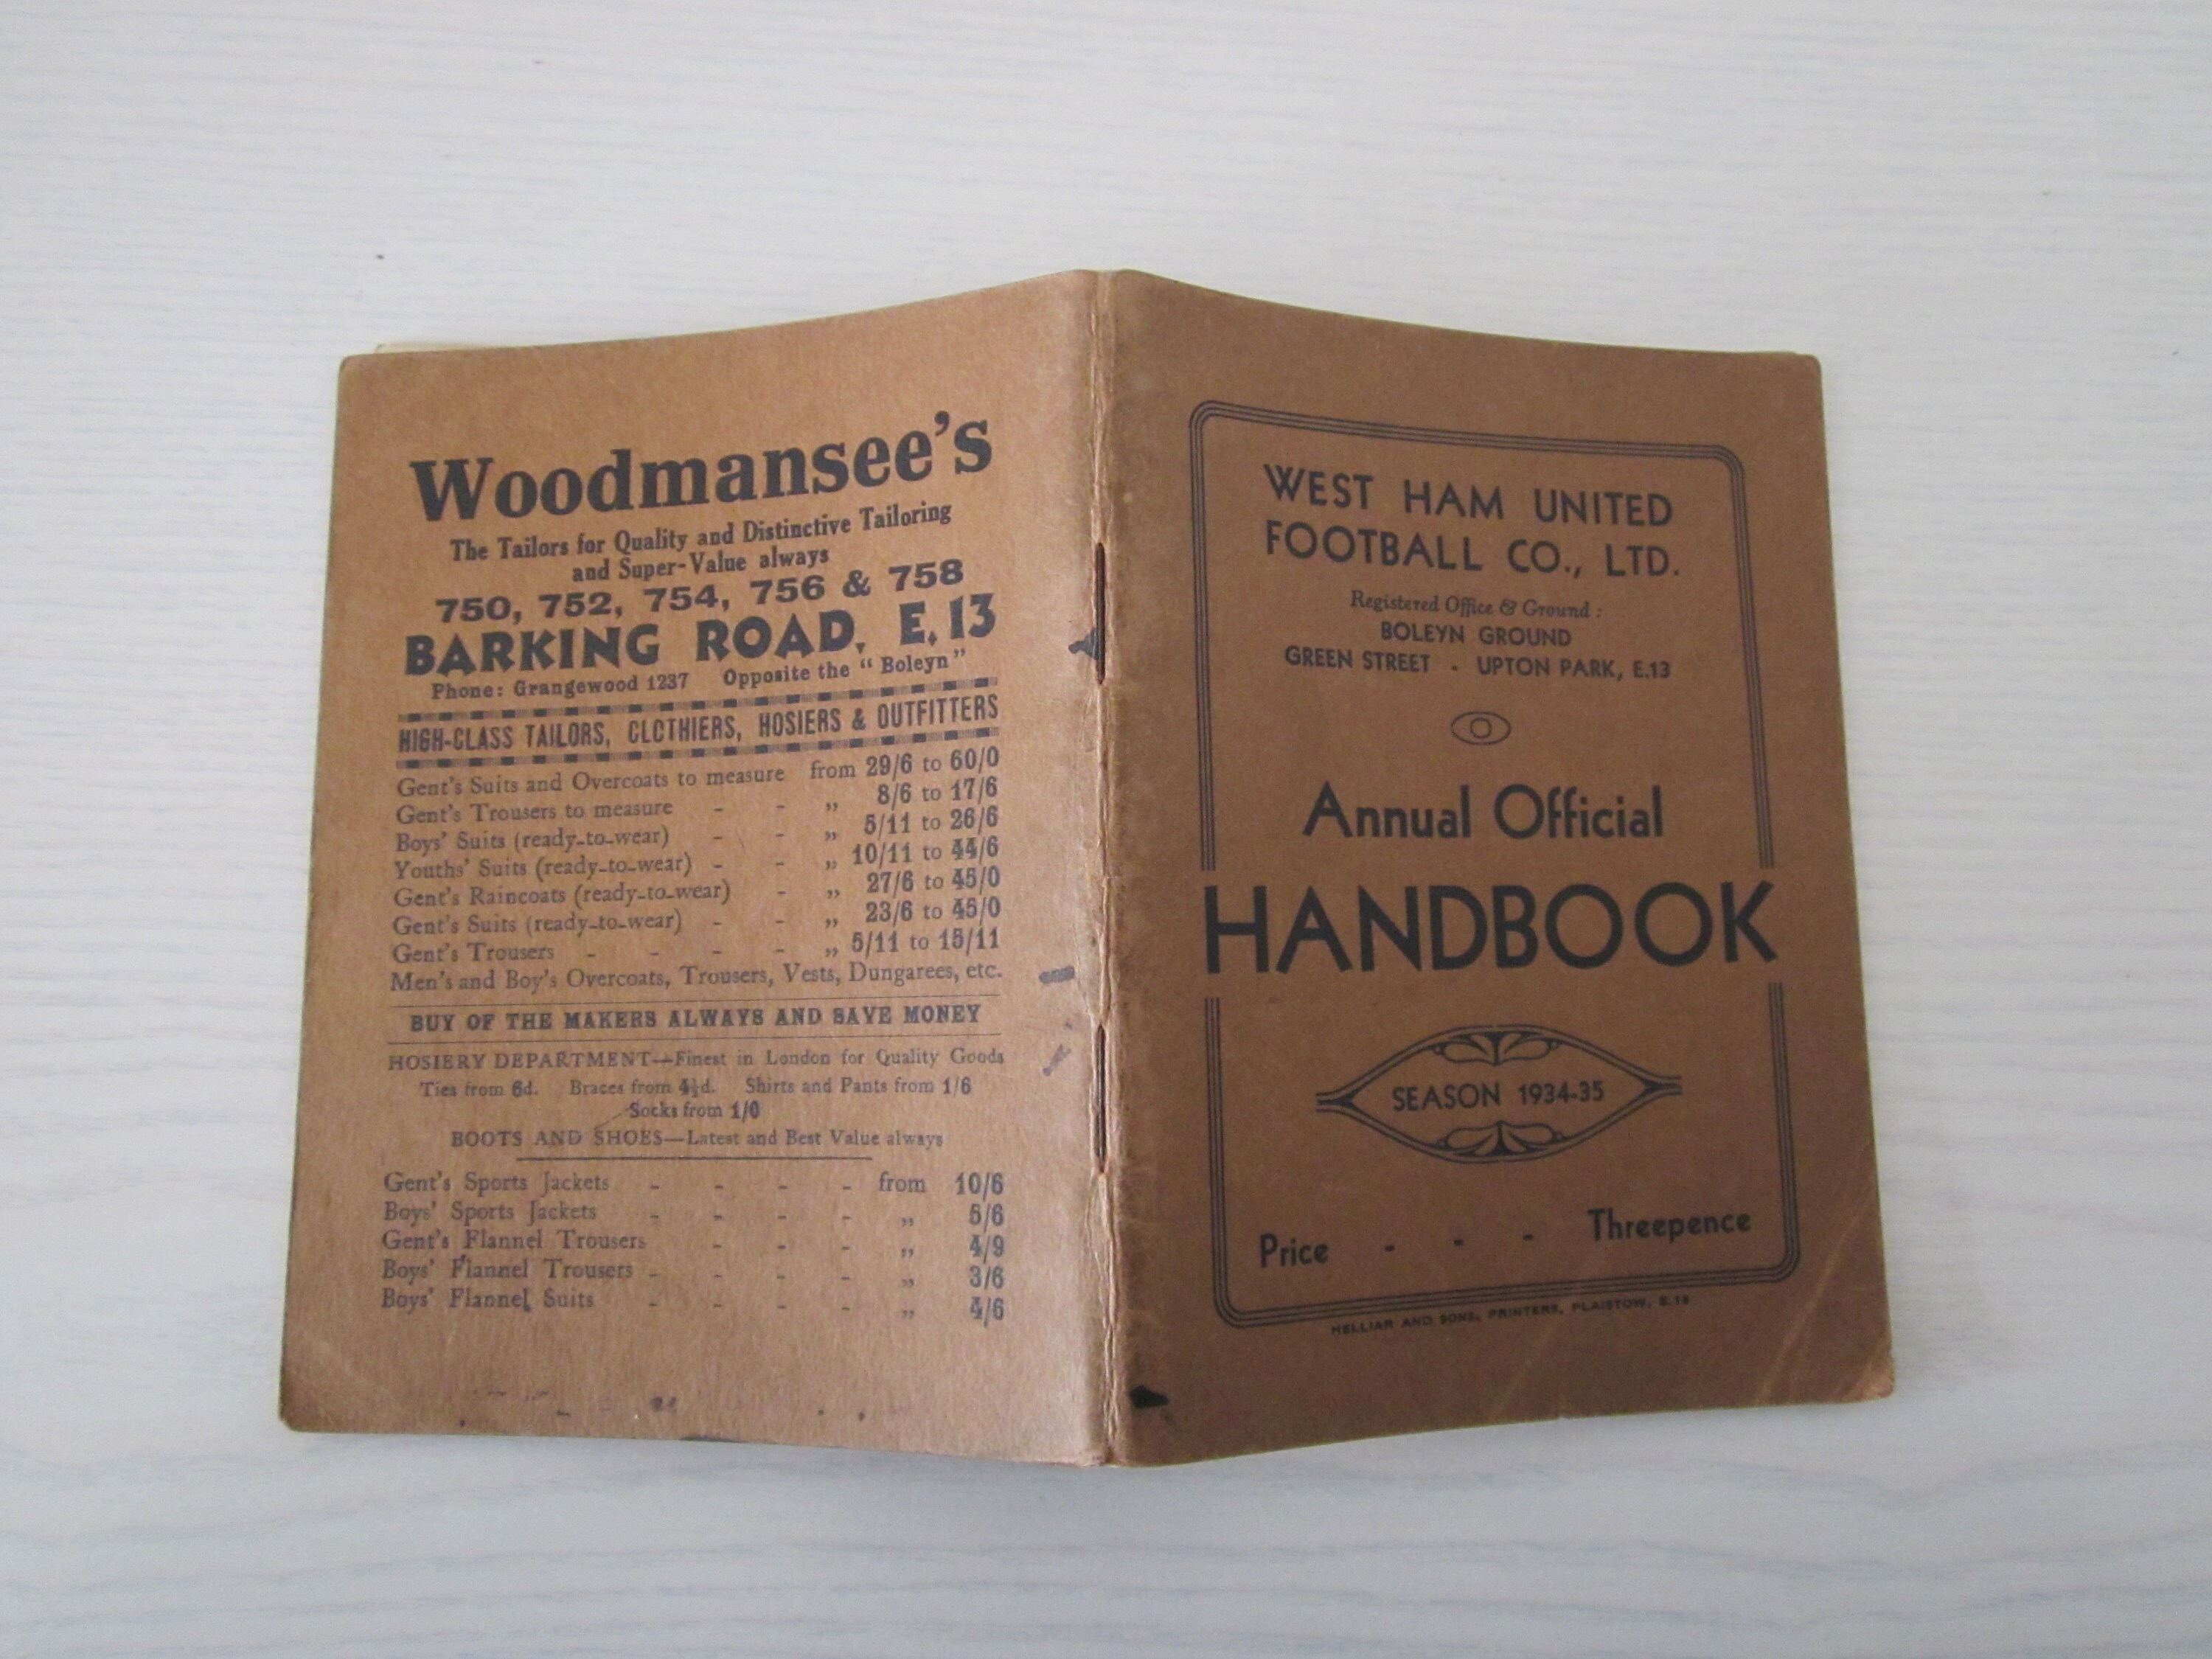 Woodmansee's
The Tailors for Quality and Distinctive Tailoring
and Super-Value always
750, 752, 754, 756 & 758
BARKING ROAD, E.13
Phone: Grangewood 1237 Opposite the "Boleyn"
HIGH-CLASS TAILORS, CLOTHIERS, HOSIERS & OUTFITTERS
Gent's Suits and Overcoats to measure from 29/6 to 60/0
Gent's Trousers to measure - - „ 8/6 to 17/6
Boys' Suits (ready-to-wear) - - „ 5/11 to 26/6
Youths' Suits (ready-to-wear) - - „ 10/11 to 44/6
Gent's Raincoats (ready-to-wear) - „ 27/6 to 45/0
Gent's Suits (ready-to-wear) - - „ 23/6 to 45/0
Gent's Trousers - - - - „ 5/11 to 15/11
Men's and Boy's Overcoats, Trousers, Vests, Dungarees, etc.
BUY OF THE MAKERS ALWAYS AND SAVE MONEY
HOSIERY DEPARTMENT—Finest in London for Quality Goods
Ties from 6d. Braces from 4½d. Shirts and Pants from 1/6
Socks from 1/0
BOOTS AND SHOES—Latest and Best Value always
Gent's Sports Jackets - - - - from 10/6
Boys' Sports Jackets - - - - „ 5/6
Gent's Flannel Trousers - - - „ 4/9
Boys' Flannel Trousers - - - - „ 3/6
Boys' Flannel Suits - - - - „ 4/6
WEST HAM UNITED
FOOTBALL CO., LTD.
Registered Office & Ground :
BOLEYN GROUND
GREEN STREET - UPTON PARK, E.13
Annual Official
HANDBOOK
SEASON 1934-35
Price - - - Threepence
HELLIAR AND SONS, PRINTERS, PLAISTOW, E.13